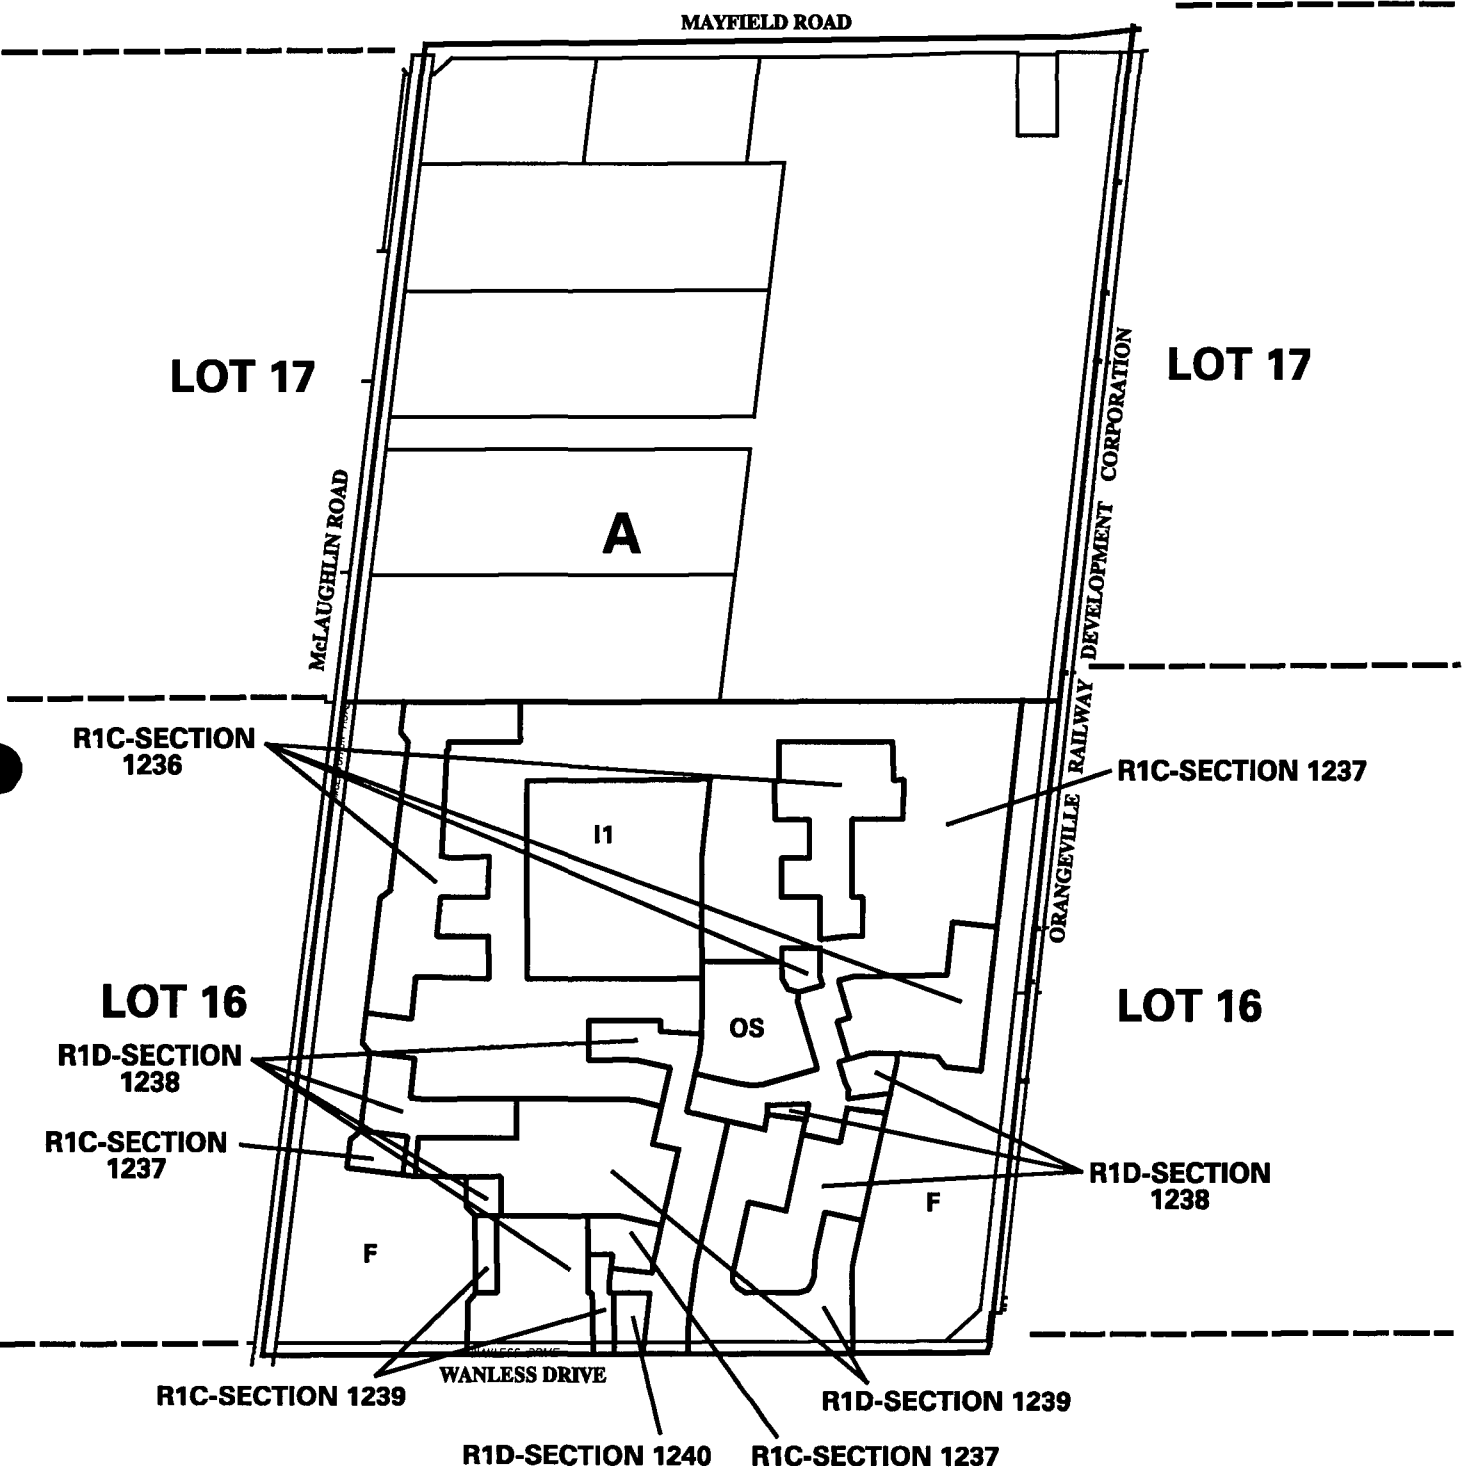 MAYFIELD ROAD
LOT 17
LOT 17
McLAUGHLIN ROAD
A
ORANGEVILLE RAILWAY DEVELOPMENT CORPORATION
R1C-SECTION
1236
R1C-SECTION 1237
I1
LOT 16
LOT 16
OS
R1D-SECTION
1238
R1C-SECTION
1237
R1D-SECTION
1238
F
F
WANLESS DRIVE
WANLESS DRIVE
R1C-SECTION 1239
R1D-SECTION 1239
R1D-SECTION 1240
R1C-SECTION 1237